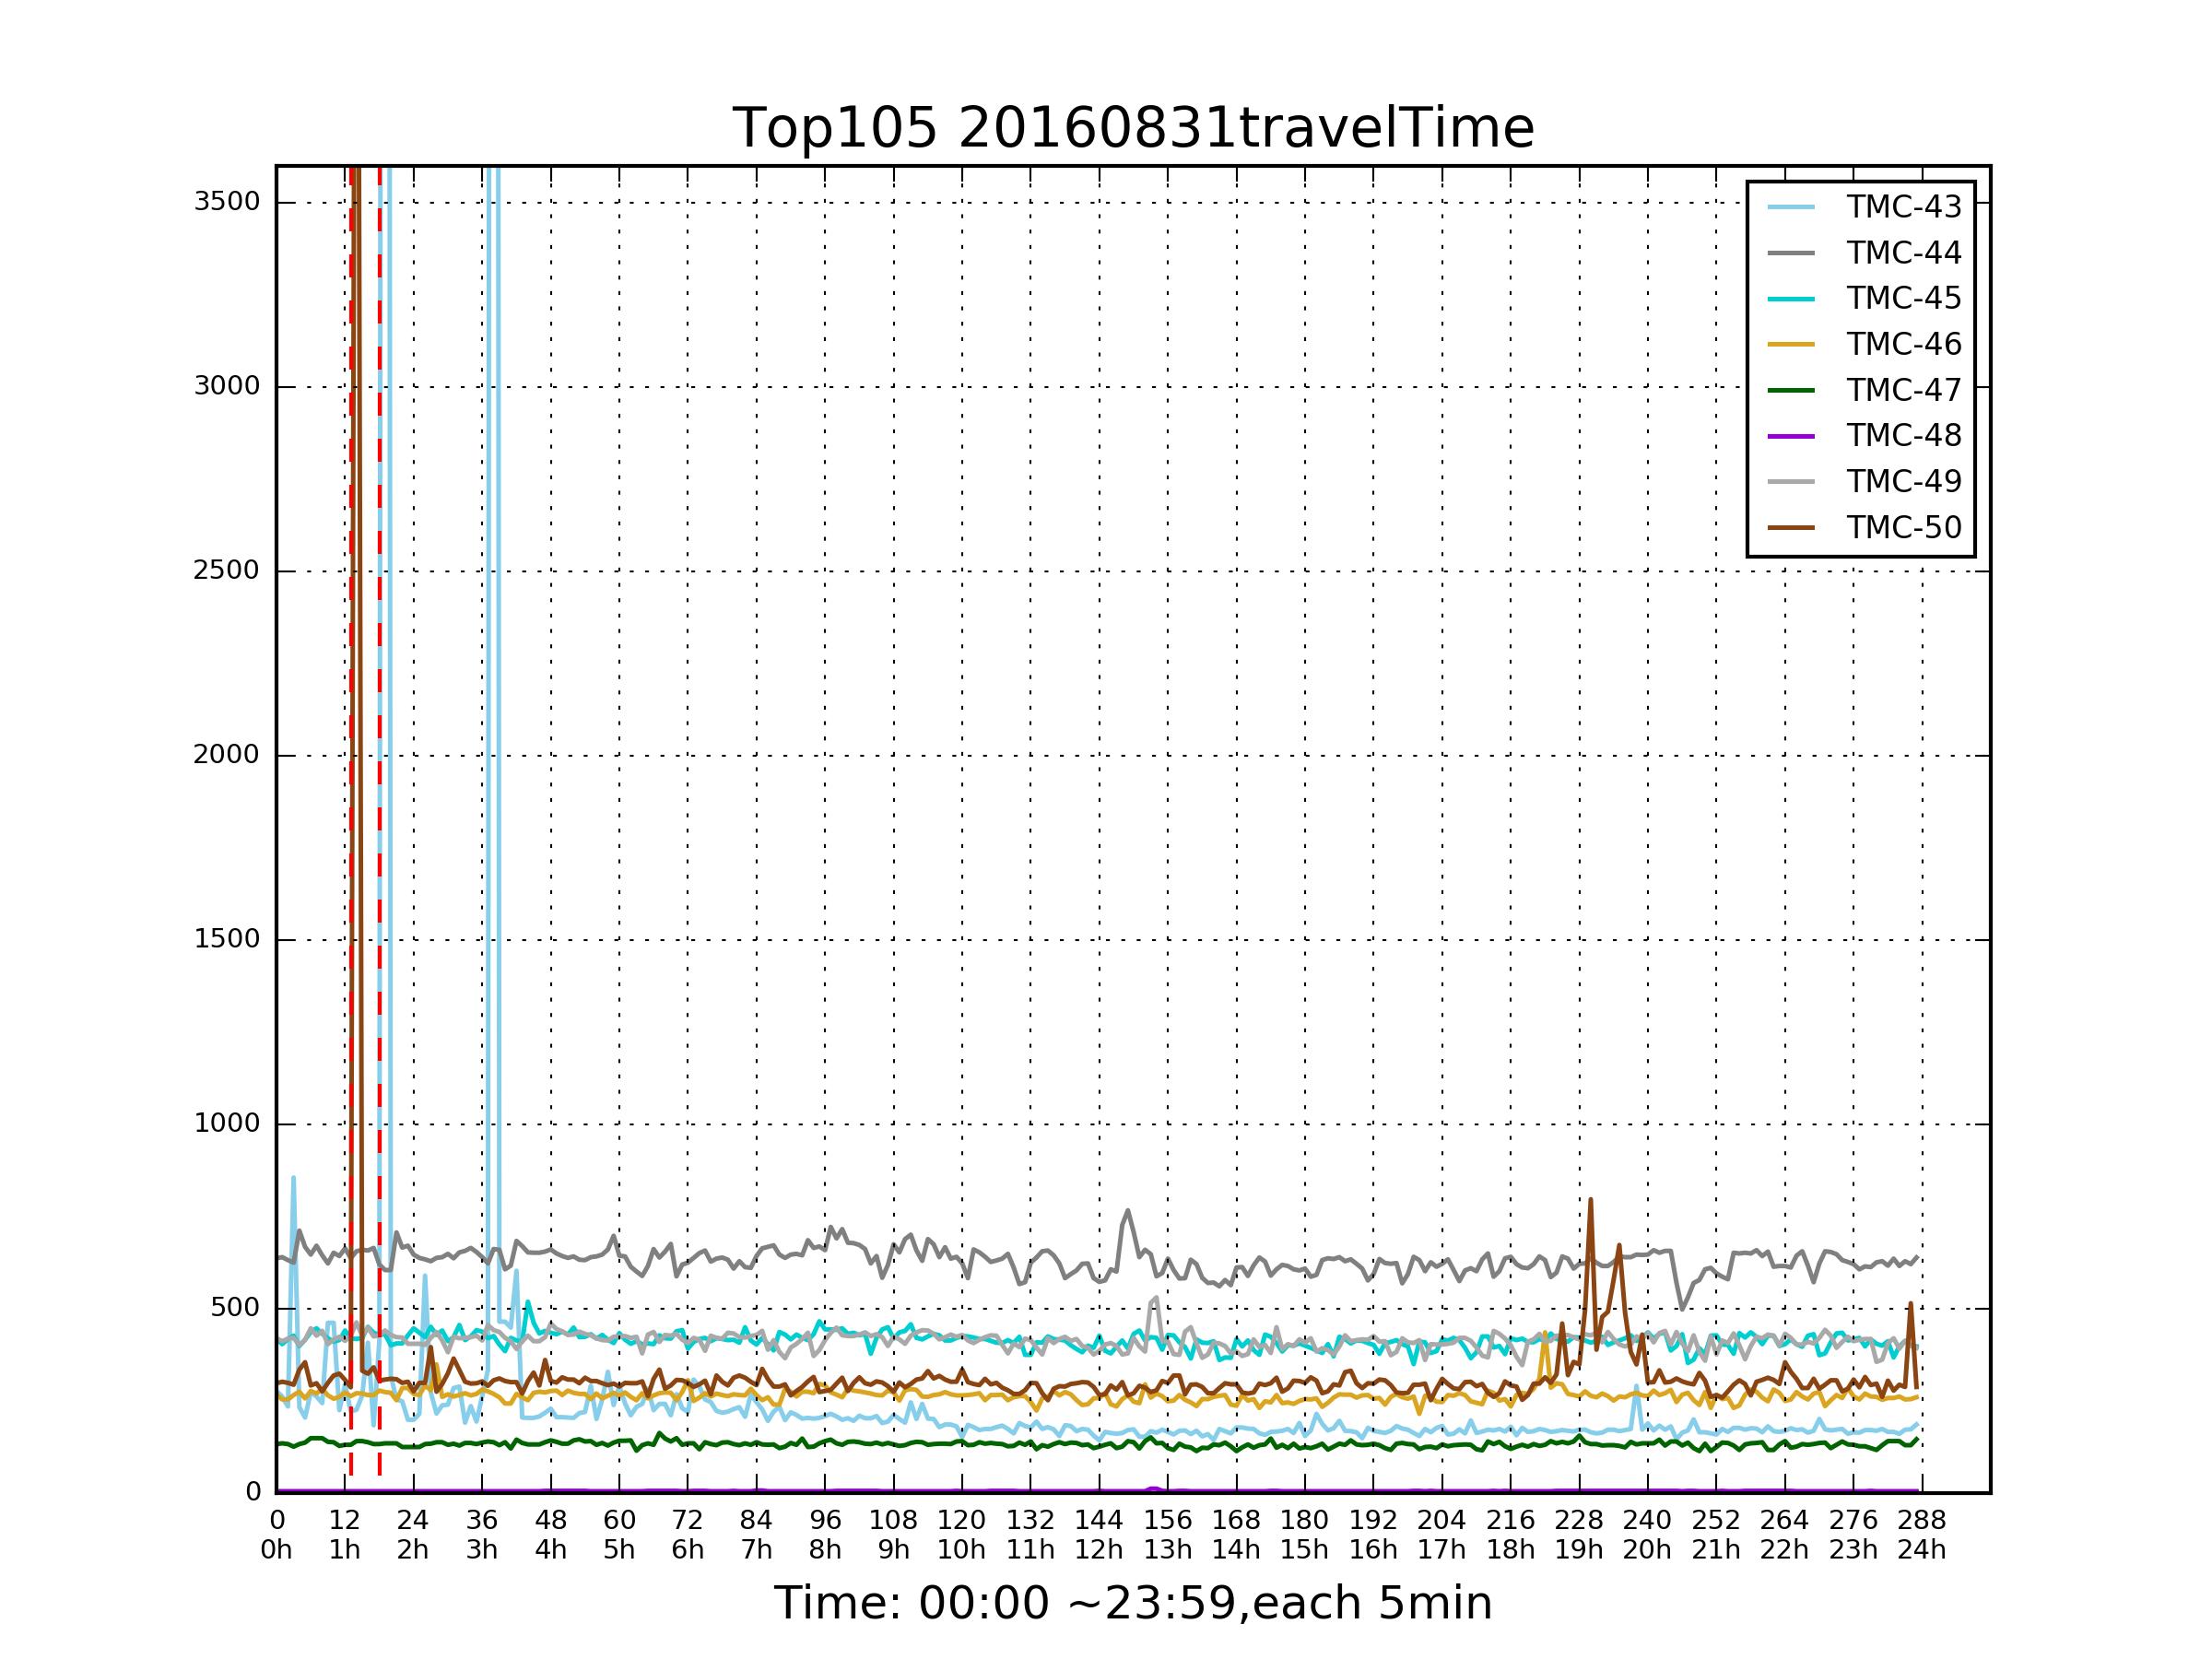 Top105 20160831travelTime
3500
3000
2500
2000
1500
1000
500
0
TMC-43
TMC-44
TMC-45
TMC-46
TMC-47
TMC-48
TMC-49
TMC-50
0 12 24 36 48 60 72 84 96 108 120 132 144 156 168 180 192 204 216 228 240 252 264 276 288
0h 1h 2h 3h 4h 5h 6h 7h 8h 9h 10h 11h 12h 13h 14h 15h 16h 17h 18h 19h 20h 21h 22h 23h 24h
Time: 00:00 ~23:59,each 5min